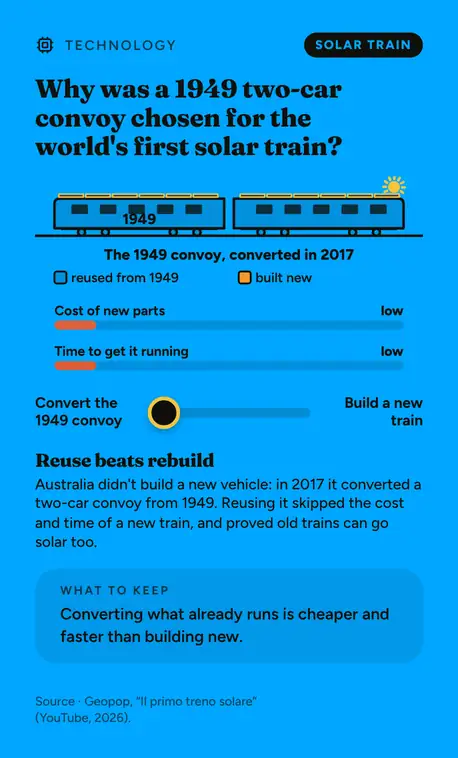 TECHNOLOGY
SOLAR TRAIN
Why was a 1949 two-car
convoy chosen for the
world's first solar train?
1949
The 1949 convoy, converted in 2017
reused from 1949
built new
Cost of new parts
low
Time to get it running
low
Convert the
1949 convoy
Build a new
train
Reuse beats rebuild
Australia didn't build a new vehicle: in 2017 it converted a
two-car convoy from 1949. Reusing it skipped the cost
and time of a new train, and proved old trains can go
solar too.
WHAT TO KEEP
Converting what already runs is cheaper and
faster than building new.
Source · Geopop, "Il primo treno solare"
(YouTube, 2026).